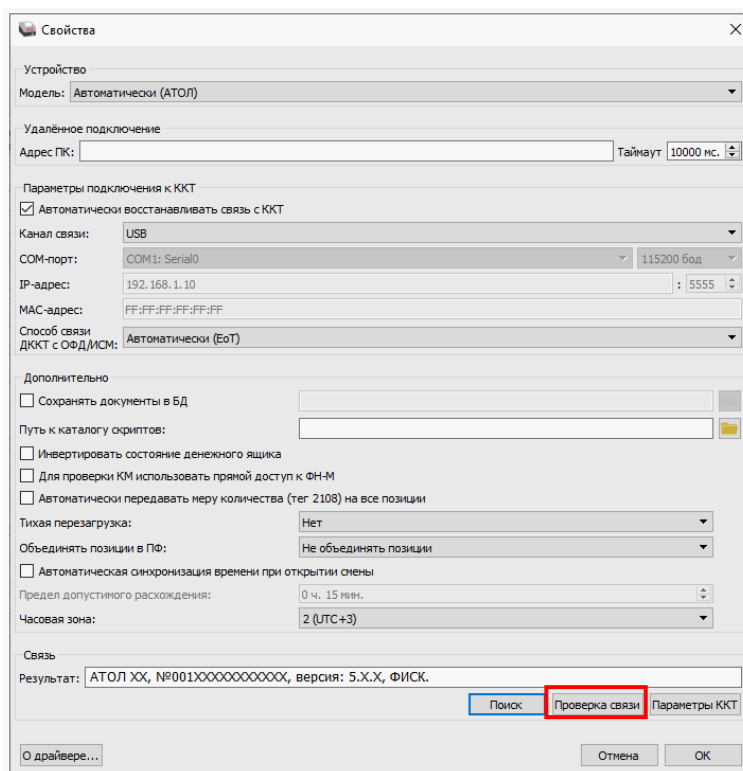 Свойства
Устройство
Модель: Автоматически (АТОЛ)
Удалённое подключение
Адрес ПК: Таймаут 10000 мс.
Параметры подключения к ККТ
Автоматически восстанавливать связь с ККТ
Канал связи: USB
COM-порт: COM1: Serial0 115200 бод
IP-адрес: 192.168.1.10 : 5555
MAC-адрес: FF:FF:FF:FF:FF:FF
Способ связи
ДККТ с ОФД/ИСМ: Автоматически (EoT)
Дополнительно
Сохранять документы в БД
Путь к каталогу скриптов:
Инвертировать состояние денежного ящика
Для проверки КМ использовать прямой доступ к ФН-М
Автоматически передавать меру количества (тег 2108) на все позиции
Тихая перезагрузка: Нет
Объединять позиции в ПФ: Не объединять позиции
Автоматическая синхронизация времени при открытии смены
Предел допустимого расхождения: 0 ч. 15 мин.
Часовая зона: 2 (UTC+3)
Связь
Результат: АТОЛ XX, №001XXXXXXXXXXX, версия: 5.X.X, ФИСК.
Поиск Проверка связи Параметры ККТ
О драйвере... Отмена ОК